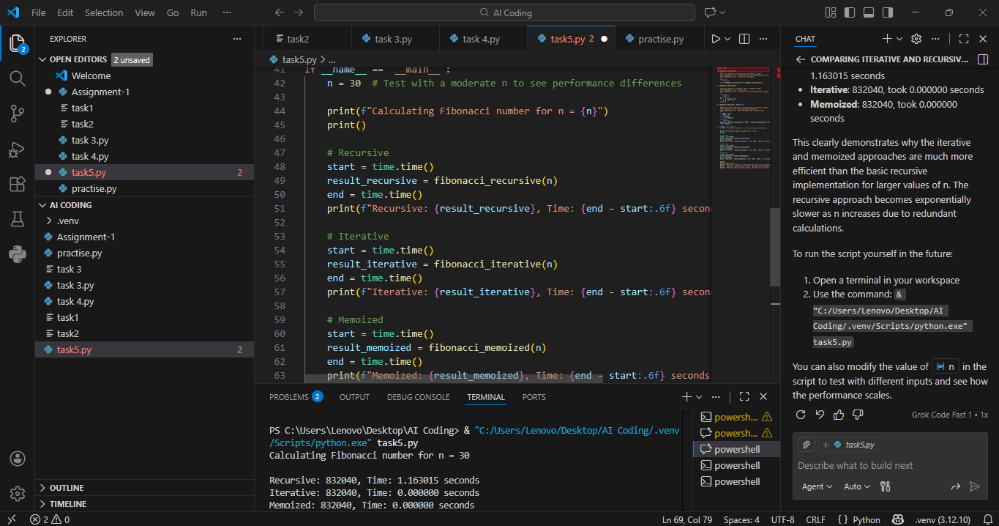 File Edit Selection View Go Run ···
AI Coding
EXPLORER
OPEN EDITORS 2 unsaved
Welcome
Assignment-1
task1
task2
task 3.py
task 4.py
task5.py 2
practise.py
AI CODING
.venv
Assignment-1
practise.py
task 3
task 3.py
task 4.py
task1
task2
task5.py 2
OUTLINE
TIMELINE
task2 task 3.py task 4.py task5.py 2 practise.py
task5.py > ...
41 if __name__ == "__main__":
42 n = 30 # Test with a moderate n to see performance differences
43
44 print(f"Calculating Fibonacci number for n = {n}")
45 print()
46
47 # Recursive
48 start = time.time()
49 result_recursive = fibonacci_recursive(n)
50 end = time.time()
51 print(f"Recursive: {result_recursive}, Time: {end - start:.6f} secon
52
53 # Iterative
54 start = time.time()
55 result_iterative = fibonacci_iterative(n)
56 end = time.time()
57 print(f"Iterative: {result_iterative}, Time: {end - start:.6f} secon
58
59 # Memoized
60 start = time.time()
61 result_memoized = fibonacci_memoized(n)
62 end = time.time()
63 print(f"Memoized: {result_memoized}, Time: {end - start:.6f} seconds
PROBLEMS 2 OUTPUT DEBUG CONSOLE TERMINAL PORTS
PS C:\Users\Lenovo\Desktop\AI Coding> & "C:/Users/Lenovo/Desktop/AI Coding/.venv
/Scripts/python.exe" task5.py
Calculating Fibonacci number for n = 30
Recursive: 832040, Time: 1.163015 seconds
Iterative: 832040, Time: 0.000000 seconds
Memoized: 832040, Time: 0.000000 seconds
powersh...
powersh...
powershell
powershell
powershell
CHAT
COMPARING ITERATIVE AND RECURSIV...
1.163015 seconds
• Iterative: 832040, took 0.000000 seconds
• Memoized: 832040, took 0.000000
seconds
This clearly demonstrates why the iterative
and memoized approaches are much more
efficient than the basic recursive
implementation for larger values of n. The
recursive approach becomes exponentially
slower as n increases due to redundant
calculations.
To run the script yourself in the future:
1. Open a terminal in your workspace
2. Use the command: &
"C:/Users/Lenovo/Desktop/AI
Coding/.venv/Scripts/python.exe"
task5.py
You can also modify the value of n in the
script to test with different inputs and see how
the performance scales.
Grok Code Fast 1 • 1x
+ task5.py
Describe what to build next
Agent Auto
2 0
Ln 69, Col 79 Spaces: 4 UTF-8 CRLF {} Python .venv (3.12.10)